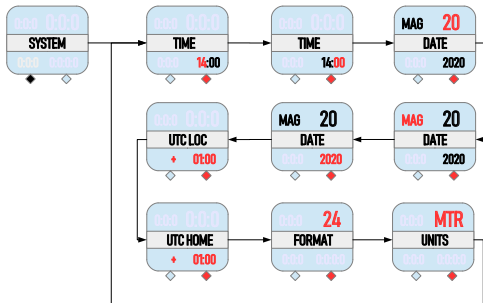 SYSTEM
TIME
14:00
TIME
14:00
MAG 20
DATE
2020
MAG 20
DATE
2020
MAG 20
DATE
2020
UTC LOC
+ 01:00
UTC HOME
+ 01:00
24
FORMAT
MTR
UNITS